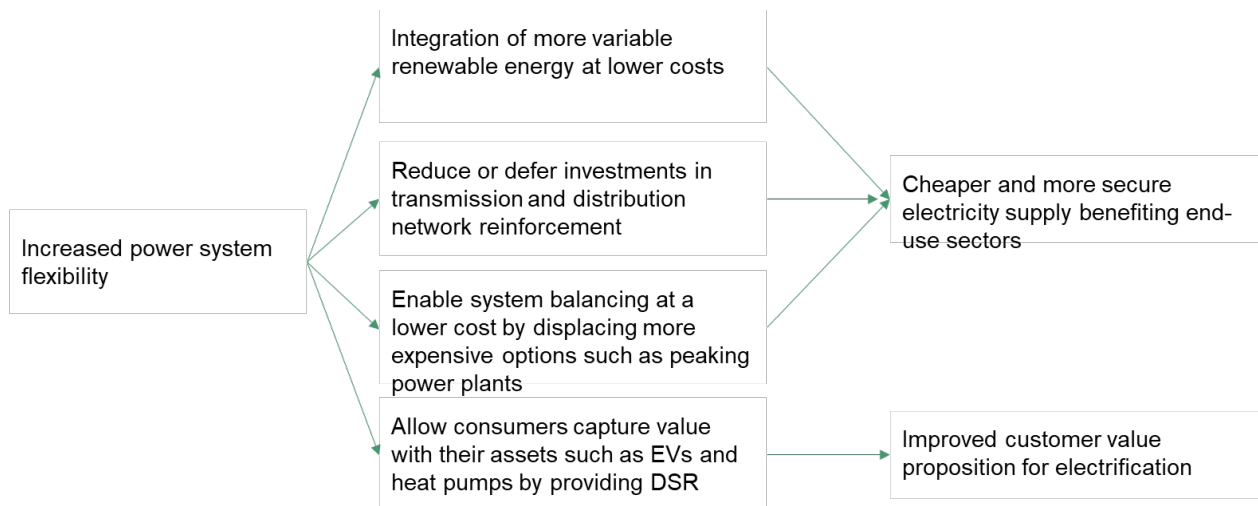 Increased power system
flexibility
Integration of more variable
renewable energy at lower costs
Reduce or defer investments in
transmission and distribution
network reinforcement
Enable system balancing at a
lower cost by displacing more
expensive options such as peaking
power plants
Allow consumers capture value
with their assets such as EVs and
heat pumps by providing DSR
Cheaper and more secure
electricity supply benefiting end-
use sectors
Improved customer value
proposition for electrification